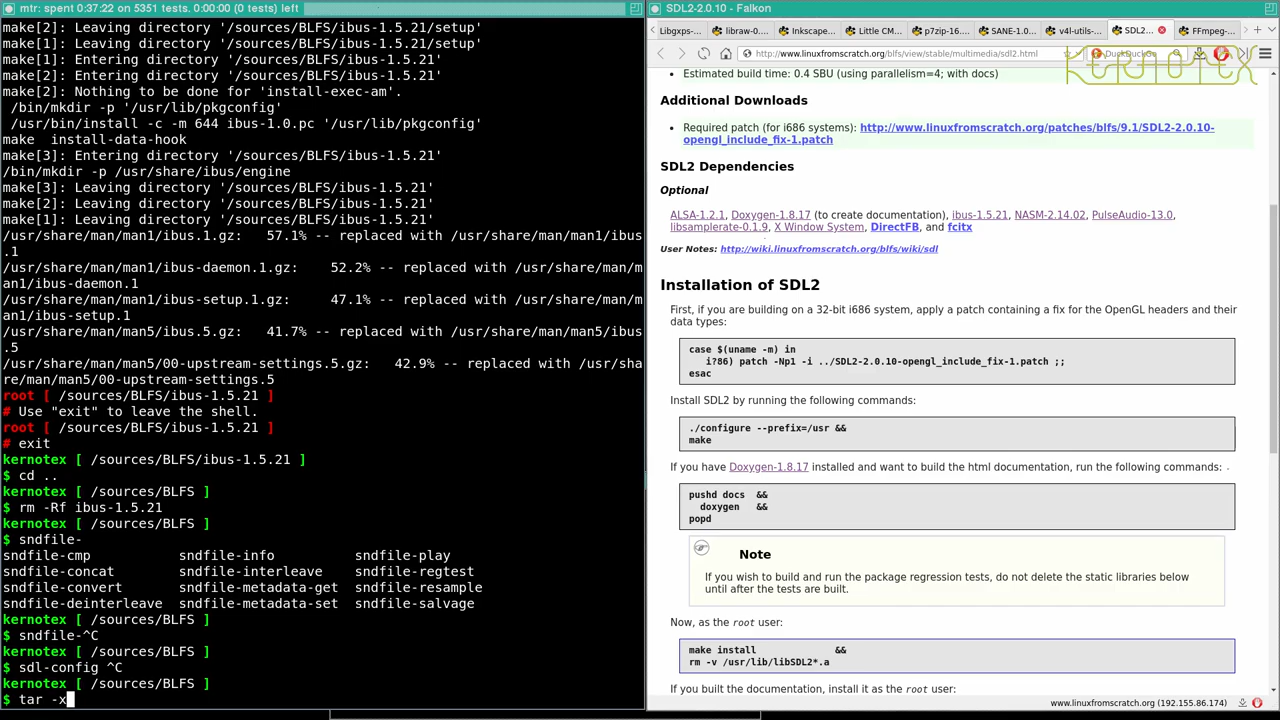 mtr: spent 0:37:22 on 5351 tests. 0:00:00 (0 tests) left
make[2]: Leaving directory '/sources/BLFS/ibus-1.5.21/setup'
make[1]: Leaving directory '/sources/BLFS/ibus-1.5.21/setup'
make[1]: Entering directory '/sources/BLFS/ibus-1.5.21'
make[2]: Entering directory '/sources/BLFS/ibus-1.5.21'
make[2]: Nothing to be done for 'install-exec-am'.
/bin/mkdir -p '/usr/lib/pkgconfig'
/usr/bin/install -c -m 644 ibus-1.0.pc '/usr/lib/pkgconfig'
make  install-data-hook
make[3]: Entering directory '/sources/BLFS/ibus-1.5.21'
/bin/mkdir -p /usr/share/ibus/engine
make[3]: Leaving directory '/sources/BLFS/ibus-1.5.21'
make[2]: Leaving directory '/sources/BLFS/ibus-1.5.21'
make[1]: Leaving directory '/sources/BLFS/ibus-1.5.21'
/usr/share/man/man1/ibus.1.gz:   57.1% -- replaced with /usr/share/man/man1/ibus
.1
/usr/share/man/man1/ibus-daemon.1.gz:    52.2% -- replaced with /usr/share/man/m
an1/ibus-daemon.1
/usr/share/man/man1/ibus-setup.1.gz:     47.1% -- replaced with /usr/share/man/m
an1/ibus-setup.1
/usr/share/man/man5/ibus.5.gz:   41.7% -- replaced with /usr/share/man/man5/ibus
.5
/usr/share/man/man5/00-upstream-settings.5.gz:   42.9% -- replaced with /usr/sha
re/man/man5/00-upstream-settings.5
root [ /sources/BLFS/ibus-1.5.21 ]
# Use "exit" to leave the shell.
root [ /sources/BLFS/ibus-1.5.21 ]
# exit
kernotex [ /sources/BLFS/ibus-1.5.21 ]
$ cd ..
kernotex [ /sources/BLFS ]
$ rm -Rf ibus-1.5.21
kernotex [ /sources/BLFS ]
$ sndfile-
sndfile-cmp          sndfile-info          sndfile-play
sndfile-concat       sndfile-interleave    sndfile-regtest
sndfile-convert      sndfile-metadata-get  sndfile-resample
sndfile-deinterleave sndfile-metadata-set  sndfile-salvage
kernotex [ /sources/BLFS ]
$ sndfile-^C
kernotex [ /sources/BLFS ]
$ sdl-config ^C
kernotex [ /sources/BLFS ]
$ tar -x
SDL2-2.0.10 - Falkon
Libgxps-... libraw-0.... Inkscape... Little CM... p7zip-16.... SANE-1.0... v4l-utils-... SDL2... FFmpeg-...
http://www.linuxfromscratch.org/blfs/view/stable/multimedia/sdl2.html DuckDuckGo
KERNOTEX
Estimated build time: 0.4 SBU (using parallelism=4; with docs)
Additional Downloads
Required patch (for i686 systems): http://www.linuxfromscratch.org/patches/blfs/9.1/SDL2-2.0.10-
opengl_include_fix-1.patch
SDL2 Dependencies
Optional
ALSA-1.2.1, Doxygen-1.8.17 (to create documentation), ibus-1.5.21, NASM-2.14.02, PulseAudio-13.0,
libsamplerate-0.1.9, X Window System, DirectFB, and fcitx
User Notes: http://wiki.linuxfromscratch.org/blfs/wiki/sdl
Installation of SDL2
First, if you are building on a 32-bit i686 system, apply a patch containing a fix for the OpenGL headers and their
data types:
case $(uname -m) in
i?86) patch -Np1 -i ../SDL2-2.0.10-opengl_include_fix-1.patch ;;
esac
Install SDL2 by running the following commands:
./configure --prefix=/usr &&
make
If you have Doxygen-1.8.17 installed and want to build the html documentation, run the following commands:
pushd docs  &&
doxygen   &&
popd
Note
If you wish to build and run the package regression tests, do not delete the static libraries below
until after the tests are built.
Now, as the root user:
make install              &&
rm -v /usr/lib/libSDL2*.a
If you built the documentation, install it as the root user:
www.linuxfromscratch.org (192.155.86.174)